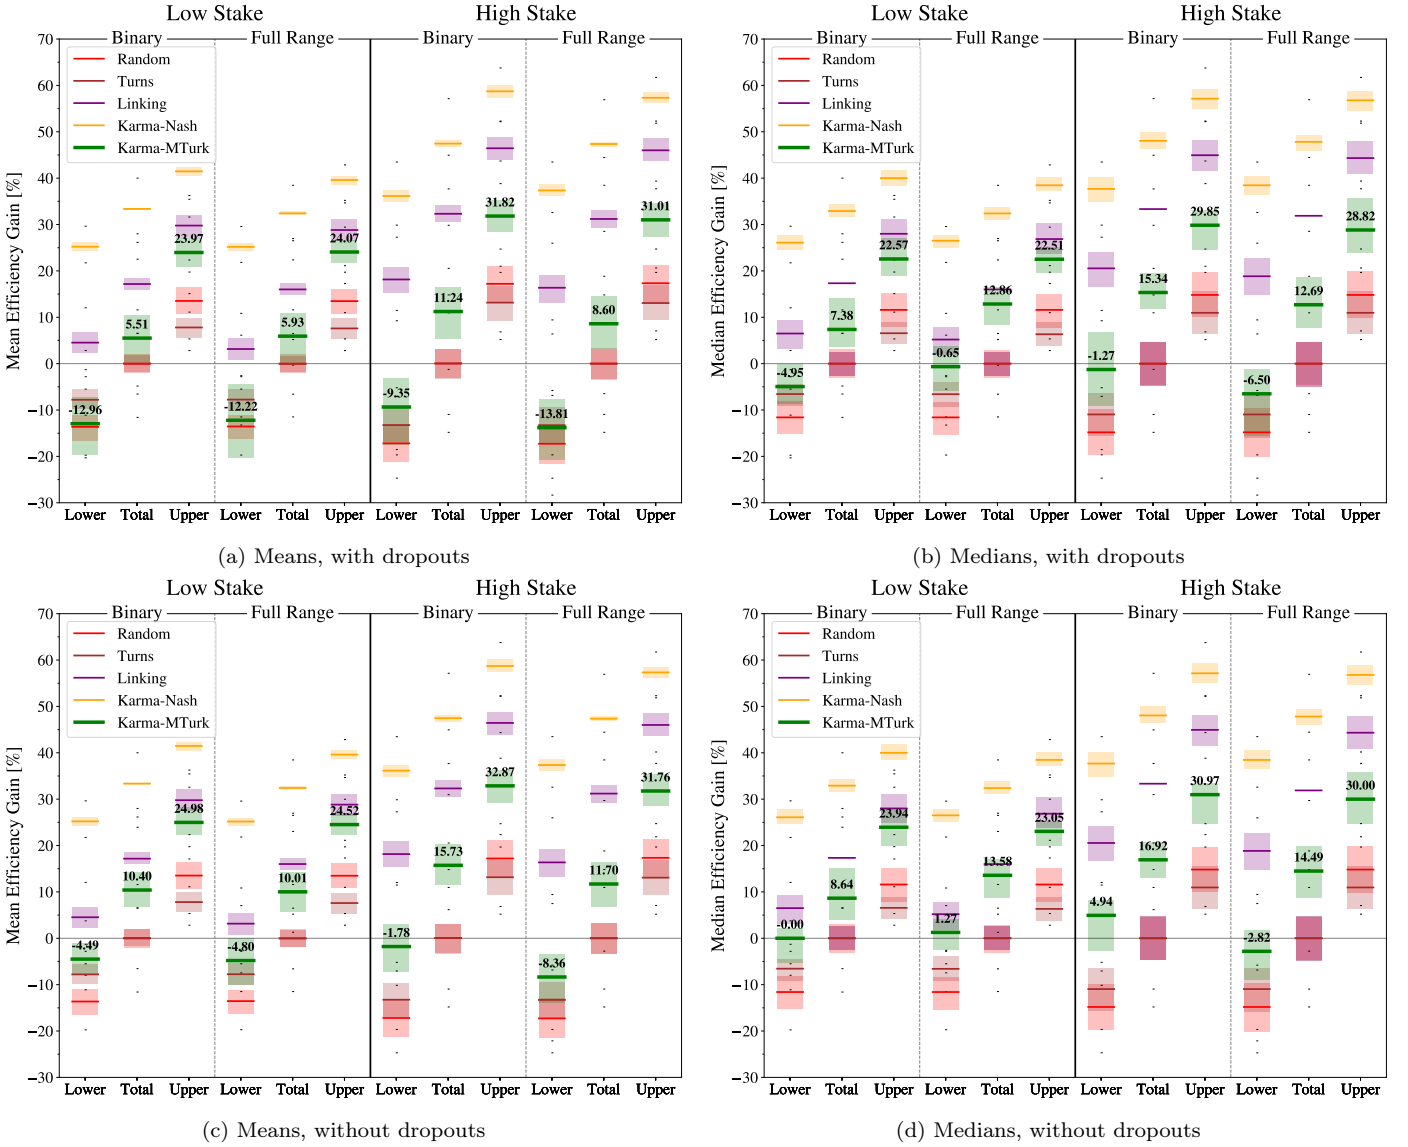 Low Stake High Stake
Binary Full Range Binary Full Range
Mean Efficiency Gain [%]
70
60
50
40
30
20
10
0
−10
−20
−30
Random
Turns
Linking
Karma-Nash
Karma-MTurk
-12.96 5.51 23.97 -12.22 5.93 24.07 -9.35 11.24 31.82 -13.81 8.60 31.01
Lower Total Upper Lower Total Upper Lower Total Upper Lower Total Upper
(a) Means, with dropouts
Low Stake High Stake
Binary Full Range Binary Full Range
Median Efficiency Gain [%]
70
60
50
40
30
20
10
0
−10
−20
−30
Random
Turns
Linking
Karma-Nash
Karma-MTurk
-4.95 7.38 22.57 -0.65 12.86 22.51 -1.27 15.34 29.85 -6.50 12.69 28.82
Lower Total Upper Lower Total Upper Lower Total Upper Lower Total Upper
(b) Medians, with dropouts
Low Stake High Stake
Binary Full Range Binary Full Range
Mean Efficiency Gain [%]
70
60
50
40
30
20
10
0
−10
−20
−30
Random
Turns
Linking
Karma-Nash
Karma-MTurk
-4.49 10.40 24.98 -4.80 10.01 24.52 -1.78 15.73 32.87 -8.36 11.70 31.76
Lower Total Upper Lower Total Upper Lower Total Upper Lower Total Upper
(c) Means, without dropouts
Low Stake High Stake
Binary Full Range Binary Full Range
Median Efficiency Gain [%]
70
60
50
40
30
20
10
0
−10
−20
−30
Random
Turns
Linking
Karma-Nash
Karma-MTurk
-0.00 8.64 23.94 1.27 13.58 23.05 4.94 16.92 30.97 -2.82 14.49 30.00
Lower Total Upper Lower Total Upper Lower Total Upper Lower Total Upper
(d) Medians, without dropouts